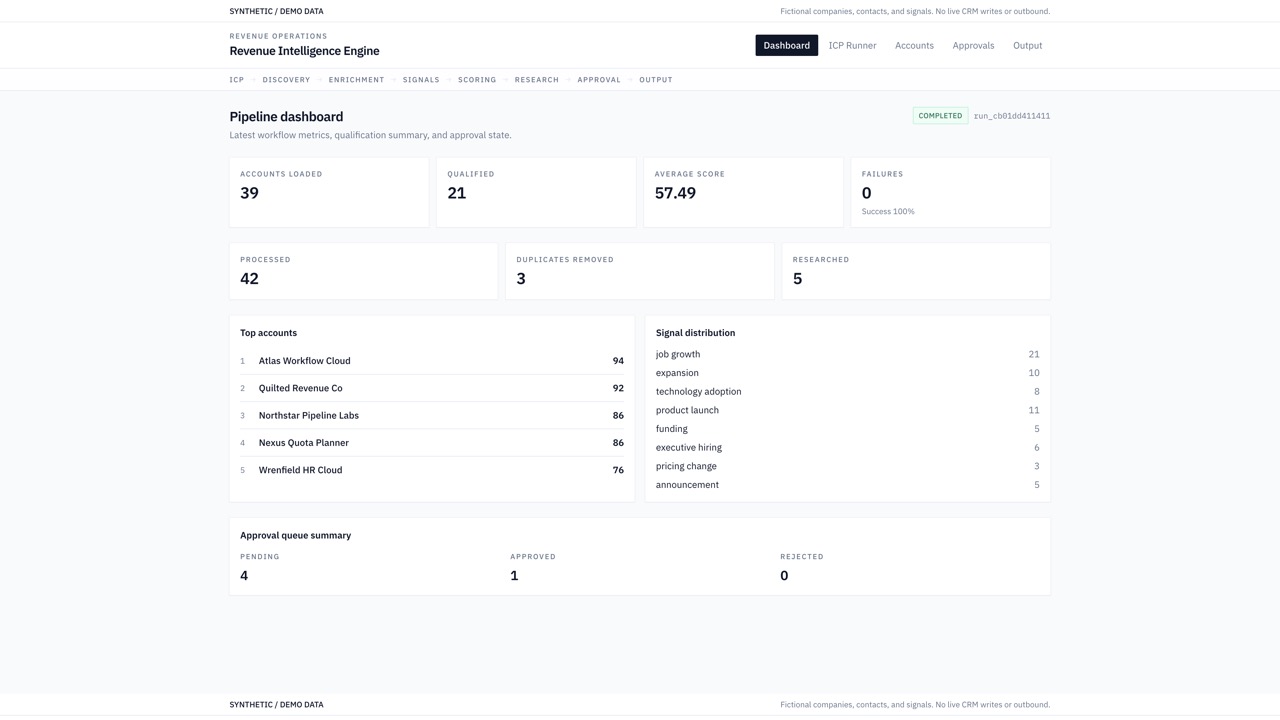 SYNTHETIC / DEMO DATA
Fictional companies, contacts, and signals. No live CRM writes or outbound.
REVENUE OPERATIONS
Revenue Intelligence Engine
Dashboard ICP Runner Accounts Approvals Output
ICP → DISCOVERY → ENRICHMENT → SIGNALS → SCORING → RESEARCH → APPROVAL → OUTPUT
Pipeline dashboard
COMPLETED run_cb01dd411411
Latest workflow metrics, qualification summary, and approval state.
ACCOUNTS LOADED
39
QUALIFIED
21
AVERAGE SCORE
57.49
FAILURES
0
Success 100%
PROCESSED
42
DUPLICATES REMOVED
3
RESEARCHED
5
Top accounts
1 Atlas Workflow Cloud 94
2 Quilted Revenue Co 92
3 Northstar Pipeline Labs 86
4 Nexus Quota Planner 86
5 Wrenfield HR Cloud 76
Signal distribution
job growth 21
expansion 10
technology adoption 8
product launch 11
funding 5
executive hiring 6
pricing change 3
announcement 5
Approval queue summary
PENDING
4
APPROVED
1
REJECTED
0
SYNTHETIC / DEMO DATA
Fictional companies, contacts, and signals. No live CRM writes or outbound.